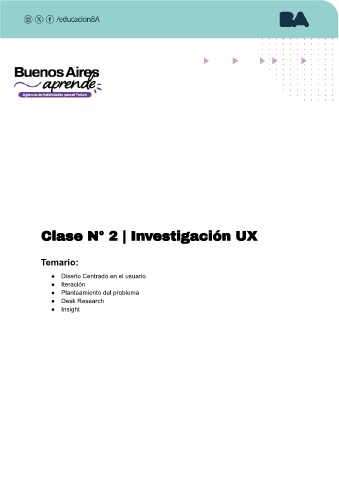 /educacionBA
BA
Buenos Aires
aprende
Agencia de Habilidades para el Futuro
Clase N° 2 | Investigación UX
Temario:
● Diseño Centrado en el usuario
● Iteración
● Planteamiento del problema
● Desk Research
● Insight